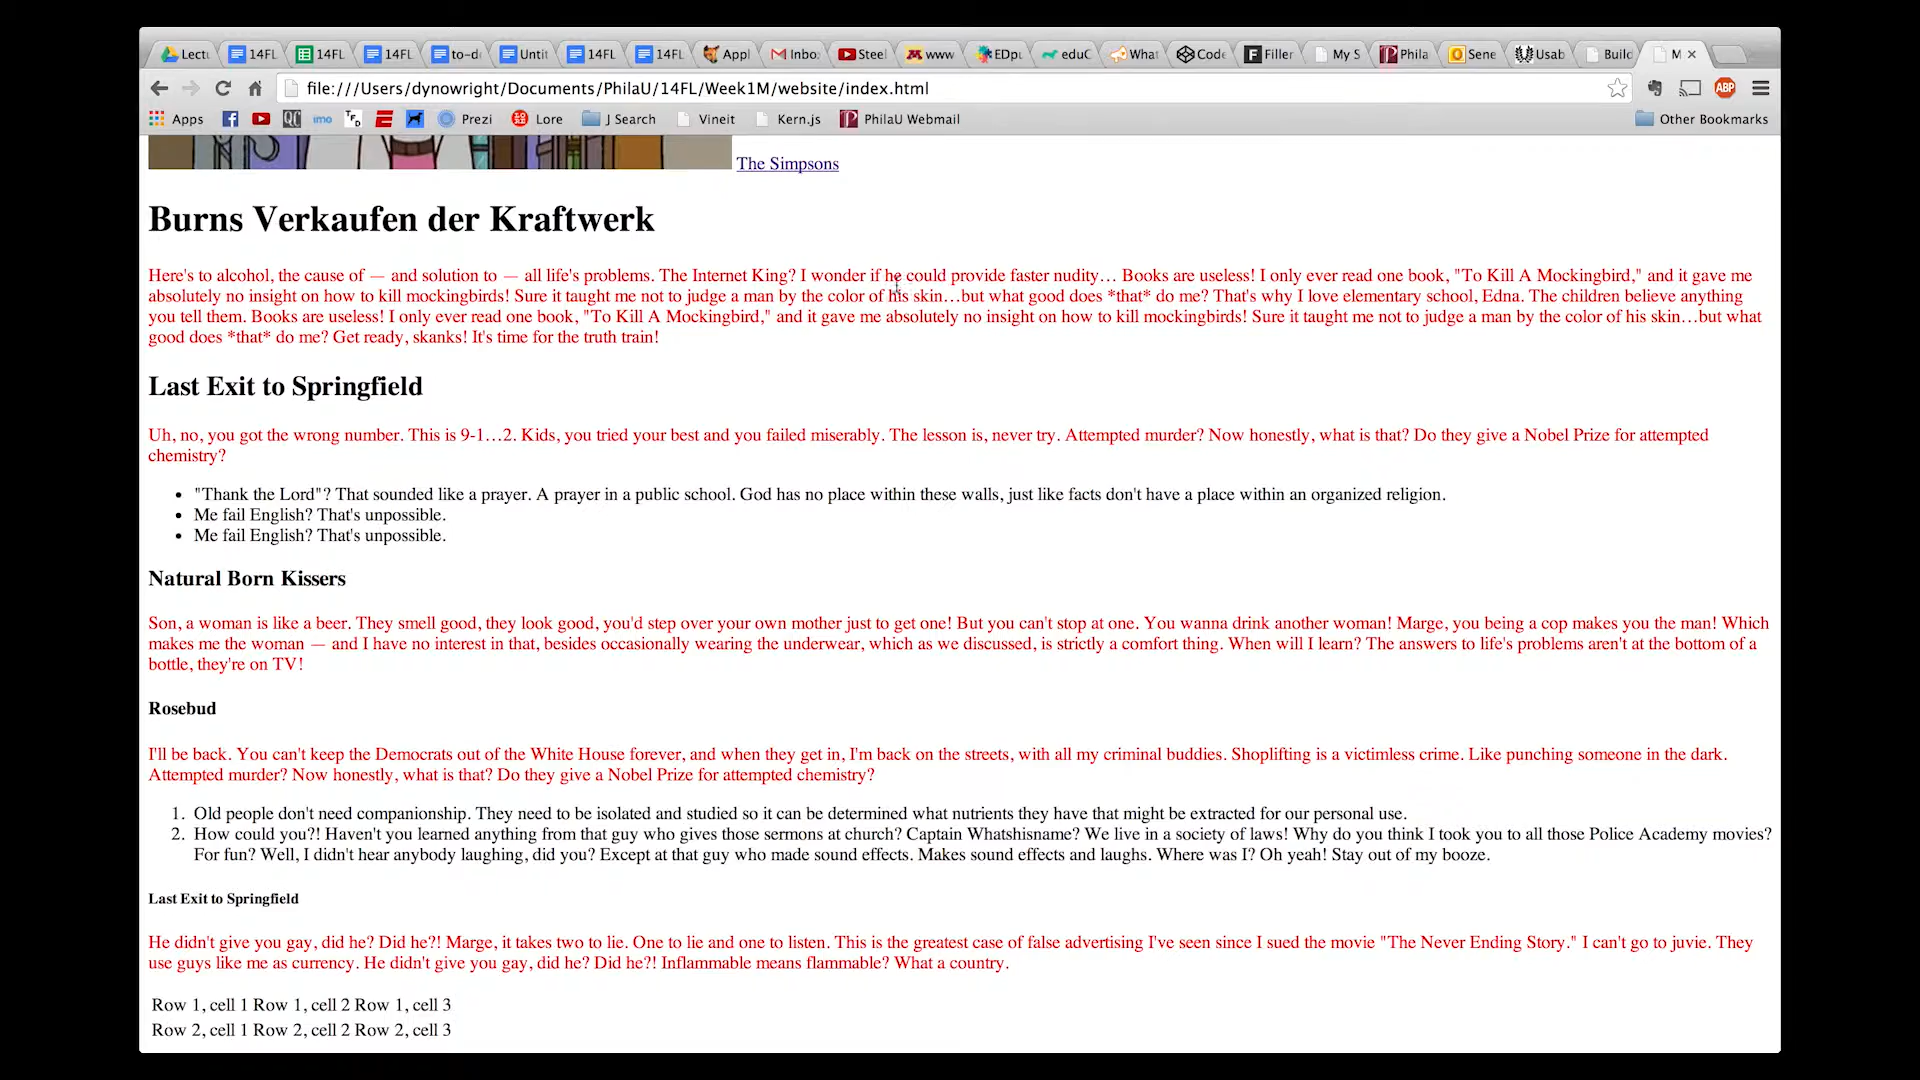 Lectu 14FL 14FL 14FL to-d Untit 14FL 14FL Appl Inbo Steel www EDpu eduC What Code Filler My S Phila Sene Usab Build M
file:///Users/dynowright/Documents/PhilaU/14FL/Week1M/website/index.html ABP
Apps QC imo TFD Prezi Lore J Search Vineit Kern.js PhilaU Webmail Other Bookmarks
The Simpsons
Burns Verkaufen der Kraftwerk
Here's to alcohol, the cause of — and solution to — all life's problems. The Internet King? I wonder if he could provide faster nudity… Books are useless! I only ever read one book, "To Kill A Mockingbird," and it gave me
absolutely no insight on how to kill mockingbirds! Sure it taught me not to judge a man by the color of his skin…but what good does *that* do me? That's why I love elementary school, Edna. The children believe anything
you tell them. Books are useless! I only ever read one book, "To Kill A Mockingbird," and it gave me absolutely no insight on how to kill mockingbirds! Sure it taught me not to judge a man by the color of his skin…but what
good does *that* do me? Get ready, skanks! It's time for the truth train!
Last Exit to Springfield
Uh, no, you got the wrong number. This is 9-1…2. Kids, you tried your best and you failed miserably. The lesson is, never try. Attempted murder? Now honestly, what is that? Do they give a Nobel Prize for attempted
chemistry?
• "Thank the Lord"? That sounded like a prayer. A prayer in a public school. God has no place within these walls, just like facts don't have a place within an organized religion.
• Me fail English? That's unpossible.
• Me fail English? That's unpossible.
Natural Born Kissers
Son, a woman is like a beer. They smell good, they look good, you'd step over your own mother just to get one! But you can't stop at one. You wanna drink another woman! Marge, you being a cop makes you the man! Which
makes me the woman — and I have no interest in that, besides occasionally wearing the underwear, which as we discussed, is strictly a comfort thing. When will I learn? The answers to life's problems aren't at the bottom of a
bottle, they're on TV!
Rosebud
I'll be back. You can't keep the Democrats out of the White House forever, and when they get in, I'm back on the streets, with all my criminal buddies. Shoplifting is a victimless crime. Like punching someone in the dark.
Attempted murder? Now honestly, what is that? Do they give a Nobel Prize for attempted chemistry?
1. Old people don't need companionship. They need to be isolated and studied so it can be determined what nutrients they have that might be extracted for our personal use.
2. How could you?! Haven't you learned anything from that guy who gives those sermons at church? Captain Whatshisname? We live in a society of laws! Why do you think I took you to all those Police Academy movies?
For fun? Well, I didn't hear anybody laughing, did you? Except at that guy who made sound effects. Makes sound effects and laughs. Where was I? Oh yeah! Stay out of my booze.
Last Exit to Springfield
He didn't give you gay, did he? Did he?! Marge, it takes two to lie. One to lie and one to listen. This is the greatest case of false advertising I've seen since I sued the movie "The Never Ending Story." I can't go to juvie. They
use guys like me as currency. He didn't give you gay, did he? Did he?! Inflammable means flammable? What a country.
Row 1, cell 1 Row 1, cell 2 Row 1, cell 3
Row 2, cell 1 Row 2, cell 2 Row 2, cell 3